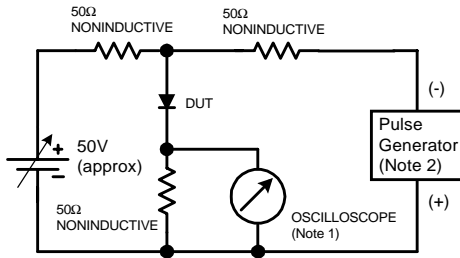 50Ω
NONINDUCTIVE
50Ω
NONINDUCTIVE
(-)
DUT
+
50V
(approx)
−
Pulse
Generator
(Note 2)
50Ω
NONINDUCTIVE
OSCILLOSCOPE
(Note 1)
(+)